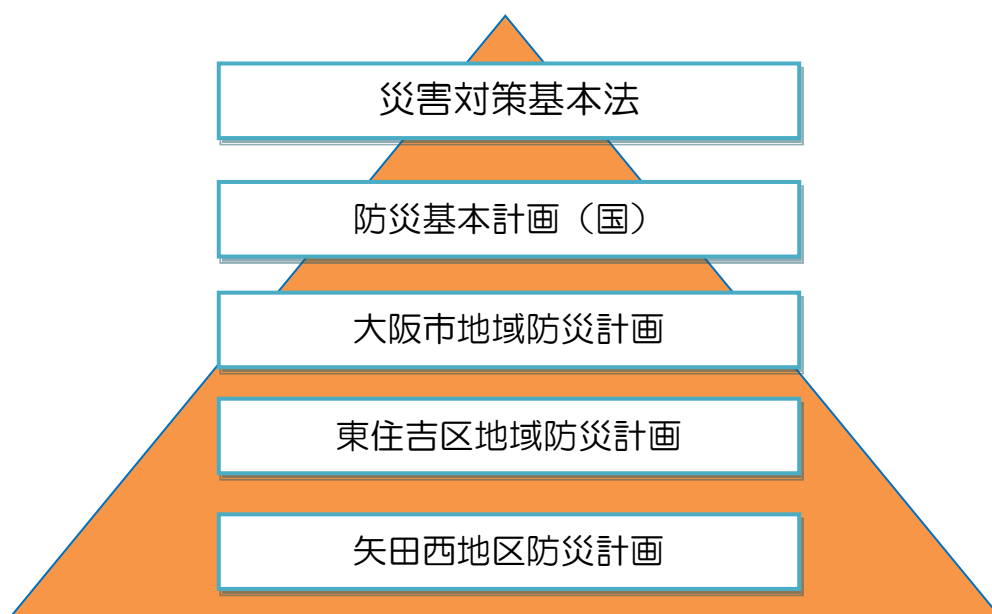 災害対策基本法
防災基本計画（国）
大阪市地域防災計画
東住吉区地域防災計画
矢田西地区防災計画